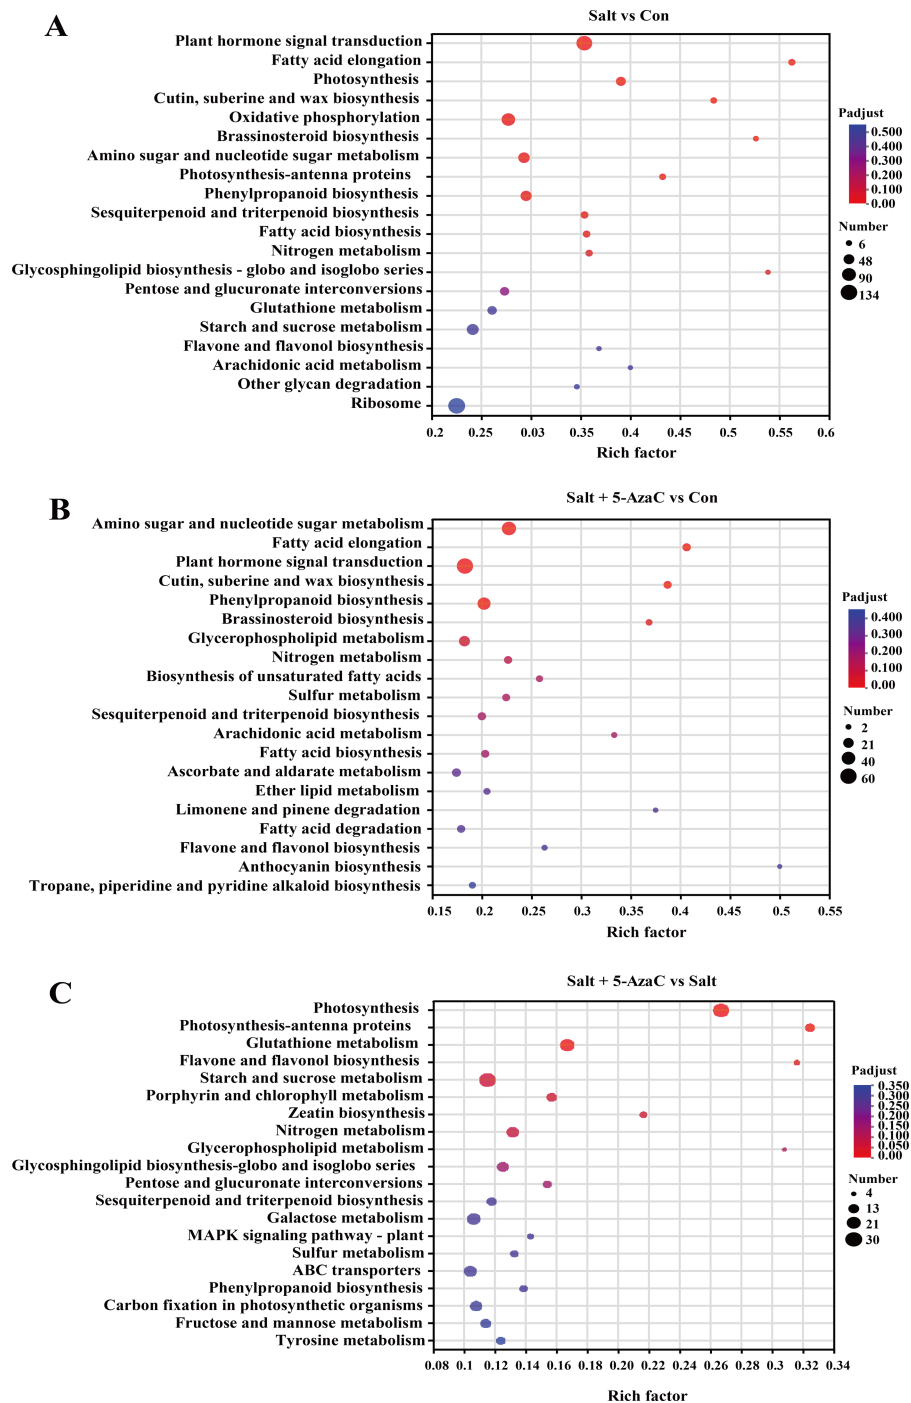 A
Salt vs Con
Plant hormone signal transduction
Fatty acid elongation
Photosynthesis
Cutin, suberine and wax biosynthesis
Oxidative phosphorylation
Brassinosteroid biosynthesis
Amino sugar and nucleotide sugar metabolism
Photosynthesis-antenna proteins
Phenylpropanoid biosynthesis
Sesquiterpenoid and triterpenoid biosynthesis
Fatty acid biosynthesis
Nitrogen metabolism
Glycosphingolipid biosynthesis - globo and isoglobo series
Pentose and glucuronate interconversions
Glutathione metabolism
Starch and sucrose metabolism
Flavone and flavonol biosynthesis
Arachidonic acid metabolism
Other glycan degradation
Ribosome
0.2 0.25 0.03 0.35 0.4 0.45 0.5 0.55 0.6
Rich factor
Padjust
0.500
0.400
0.300
0.200
0.100
0.00
Number
6
48
90
134
B
Salt + 5-AzaC vs Con
Amino sugar and nucleotide sugar metabolism
Fatty acid elongation
Plant hormone signal transduction
Cutin, suberine and wax biosynthesis
Phenylpropanoid biosynthesis
Brassinosteroid biosynthesis
Glycerophospholipid metabolism
Nitrogen metabolism
Biosynthesis of unsaturated fatty acids
Sulfur metabolism
Sesquiterpenoid and triterpenoid biosynthesis
Arachidonic acid metabolism
Fatty acid biosynthesis
Ascorbate and aldarate metabolism
Ether lipid metabolism
Limonene and pinene degradation
Fatty acid degradation
Flavone and flavonol biosynthesis
Anthocyanin biosynthesis
Tropane, piperidine and pyridine alkaloid biosynthesis
0.15 0.2 0.25 0.3 0.35 0.4 0.45 0.5 0.55
Rich factor
Padjust
0.400
0.300
0.200
0.100
0.00
Number
2
21
40
60
C
Salt + 5-AzaC vs Salt
Photosynthesis
Photosynthesis-antenna proteins
Glutathione metabolism
Flavone and flavonol biosynthesis
Starch and sucrose metabolism
Porphyrin and chlorophyll metabolism
Zeatin biosynthesis
Nitrogen metabolism
Glycerophospholipid metabolism
Glycosphingolipid biosynthesis-globo and isoglobo series
Pentose and glucuronate interconversions
Sesquiterpenoid and triterpenoid biosynthesis
Galactose metabolism
MAPK signaling pathway - plant
Sulfur metabolism
ABC transporters
Phenylpropanoid biosynthesis
Carbon fixation in photosynthetic organisms
Fructose and mannose metabolism
Tyrosine metabolism
0.08 0.1 0.12 0.14 0.16 0.18 0.20 0.22 0.24 0.26 0.28 0.3 0.32 0.34
Rich factor
Padjust
0.350
0.300
0.250
0.200
0.150
0.100
0.050
0.00
Number
4
13
21
30